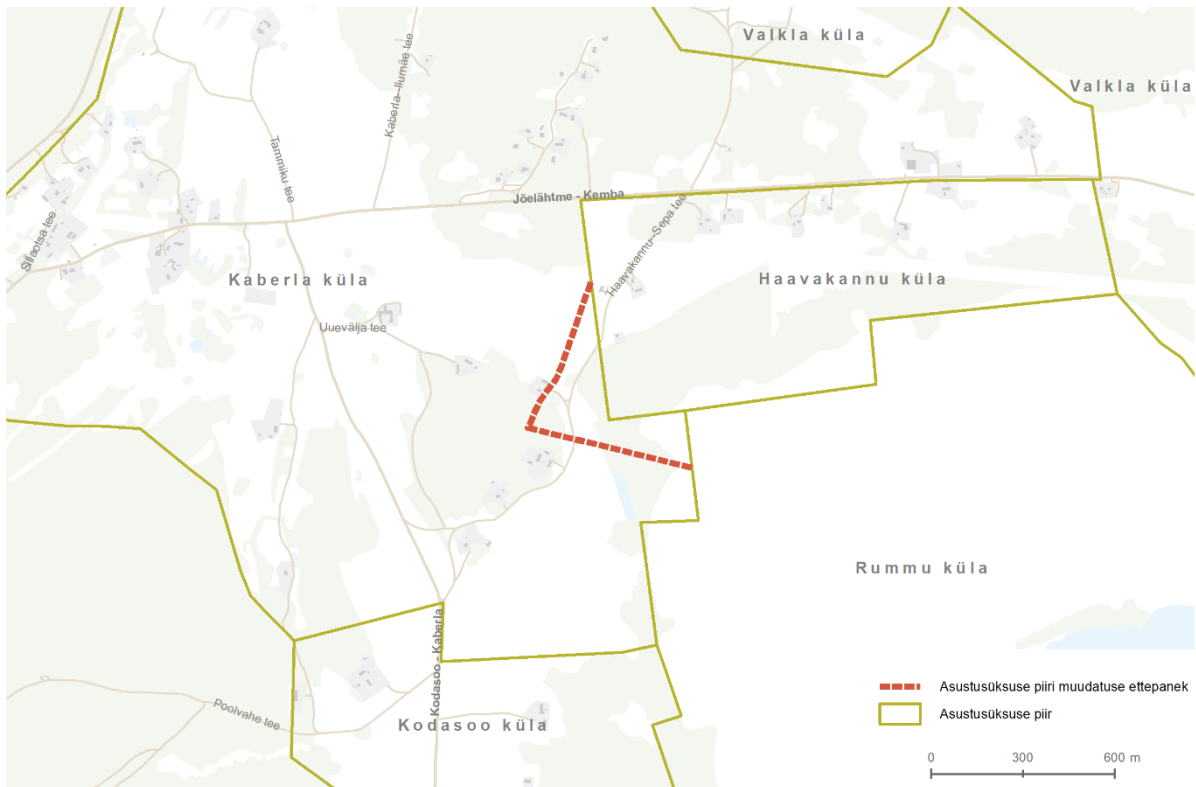 Valkla küla
Valkla küla
Kaberla–Ilumäe tee
Tammiku tee
Jõelähtme - Kemba
Haavakannu–Sepa tee
Sillaotsa tee
Kaberla küla
Haavakannu küla
Uuevälja tee
Rummu küla
Kodasoo - Kaberla
Poolvahe tee
Kodasoo küla
Asustusüksuse piiri muudatuse ettepanek
Asustusüksuse piir
0 300 600 m